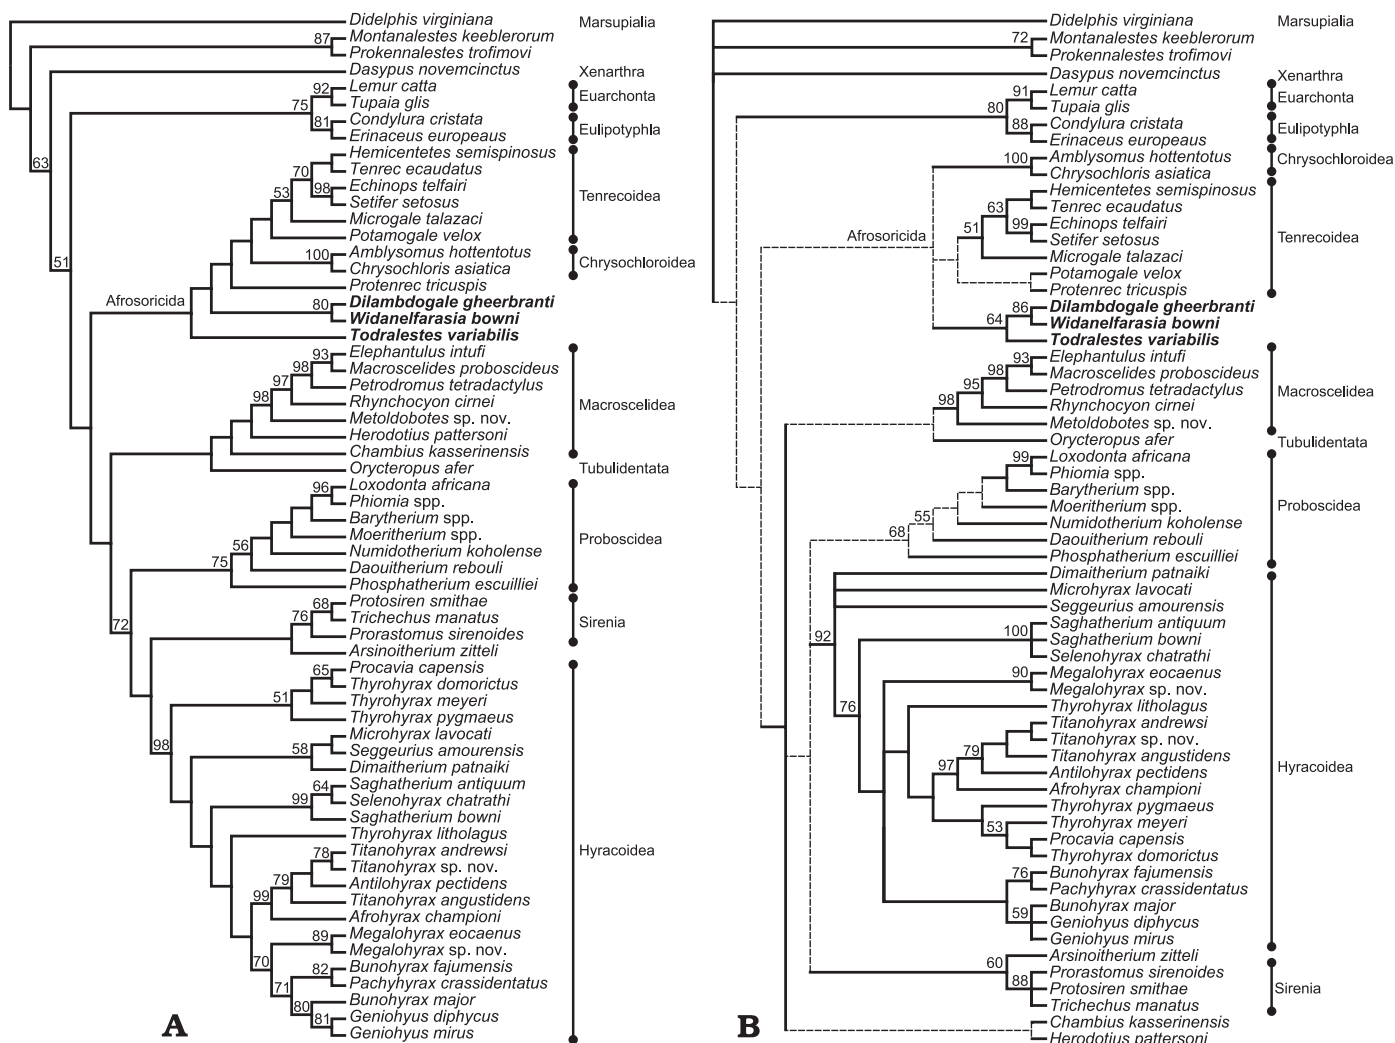 Didelphis virginiana Marsupialia
87 Montanalestes keeblerorum
Prokennalestes trofimovi
Dasypus novemcinctus Xenarthra
92 Lemur catta
75 Tupaia glis Euarchonta
81 Condylura cristata
Erinaceus europeaus Eulipotyphla
63 Hemicentetes semispinosus
70 Tenrec ecaudatus
53 98 Echinops telfairi
Setifer setosus Tenrecoidea
Microgale talazaci
Potamogale velox
100 Amblysomus hottentotus
51 Chrysochloris asiatica Chrysochloroidea
Protenrec tricuspis
Afrosoricida 80 Dilambdogale gheerbranti
Widanelfarasia bowni
Todralestes variabilis
93 Elephantulus intufi
98 Macroscelides proboscideus
97 Petrodromus tetradactylus
98 Rhynchocyon cirnei Macroscelidea
Metoldobotes sp. nov.
Herodotius pattersoni
Chambius kasserinensis
Orycteropus afer Tubulidentata
96 Loxodonta africana
Phiomia spp.
Barytherium spp.
Moeritherium spp. Proboscidea
56 Numidotherium koholense
75 Daouitherium rebouli
Phosphatherium escuilliei
68 Protosiren smithae
72 76 Trichechus manatus Sirenia
Prorastomus sirenoides
Arsinoitherium zitteli
65 Procavia capensis
Thyrohyrax domorictus
51 Thyrohyrax meyeri
Thyrohyrax pygmaeus
98 Microhyrax lavocati
58 Seggeurius amourensis
Dimaitherium patnaiki
64 Saghatherium antiquum
99 Selenohyrax chatrathi
Saghatherium bowni
Thyrohyrax litholagus
78 Titanohyrax andrewsi Hyracoidea
Titanohyrax sp. nov.
79 Antilohyrax pectidens
99 Titanohyrax angustidens
Afrohyrax championi
89 Megalohyrax eocaenus
Megalohyrax sp. nov.
70 82 Bunohyrax fajumensis
71 Pachyhyrax crassidentatus
80 Bunohyrax major
81 Geniohyus diphycus
Geniohyus mirus
A
Didelphis virginiana Marsupialia
72 Montanalestes keeblerorum
Prokennalestes trofimovi
Dasypus novemcinctus Xenarthra
91 Lemur catta
80 Tupaia glis Euarchonta
88 Condylura cristata
Erinaceus europeaus Eulipotyphla
100 Amblysomus hottentotus
Chrysochloris asiatica Chrysochloroidea
Hemicentetes semispinosus
63 Tenrec ecaudatus
51 99 Echinops telfairi
Afrosoricida Setifer setosus Tenrecoidea
Microgale talazaci
Potamogale velox
Protenrec tricuspis
86 Dilambdogale gheerbranti
64 Widanelfarasia bowni
Todralestes variabilis
93 Elephantulus intufi
98 Macroscelides proboscideus
95 Petrodromus tetradactylus Macroscelidea
98 Rhynchocyon cirnei
Metoldobotes sp. nov.
Orycteropus afer Tubulidentata
99 Loxodonta africana
Phiomia spp.
Barytherium spp.
Moeritherium spp. Proboscidea
55 Numidotherium koholense
68 Daouitherium rebouli
Phosphatherium escuilliei
Dimaitherium patnaiki
Microhyrax lavocati
Seggeurius amourensis
92 Saghatherium antiquum
100 Saghatherium bowni
Selenohyrax chatrathi
90 Megalohyrax eocaenus
Megalohyrax sp. nov.
76 Thyrohyrax litholagus
Titanohyrax andrewsi
Titanohyrax sp. nov.
79 Titanohyrax angustidens
97 Antilohyrax pectidens Hyracoidea
Afrohyrax championi
Thyrohyrax pygmaeus
Thyrohyrax meyeri
53 Procavia capensis
Thyrohyrax domorictus
76 Bunohyrax fajumensis
Pachyhyrax crassidentatus
Bunohyrax major
59 Geniohyus diphycus
Geniohyus mirus
60 Arsinoitherium zitteli
88 Prorastomus sirenoides
Protosiren smithae Sirenia
Trichechus manatus
Chambius kasserinensis
Herodotius pattersoni
B